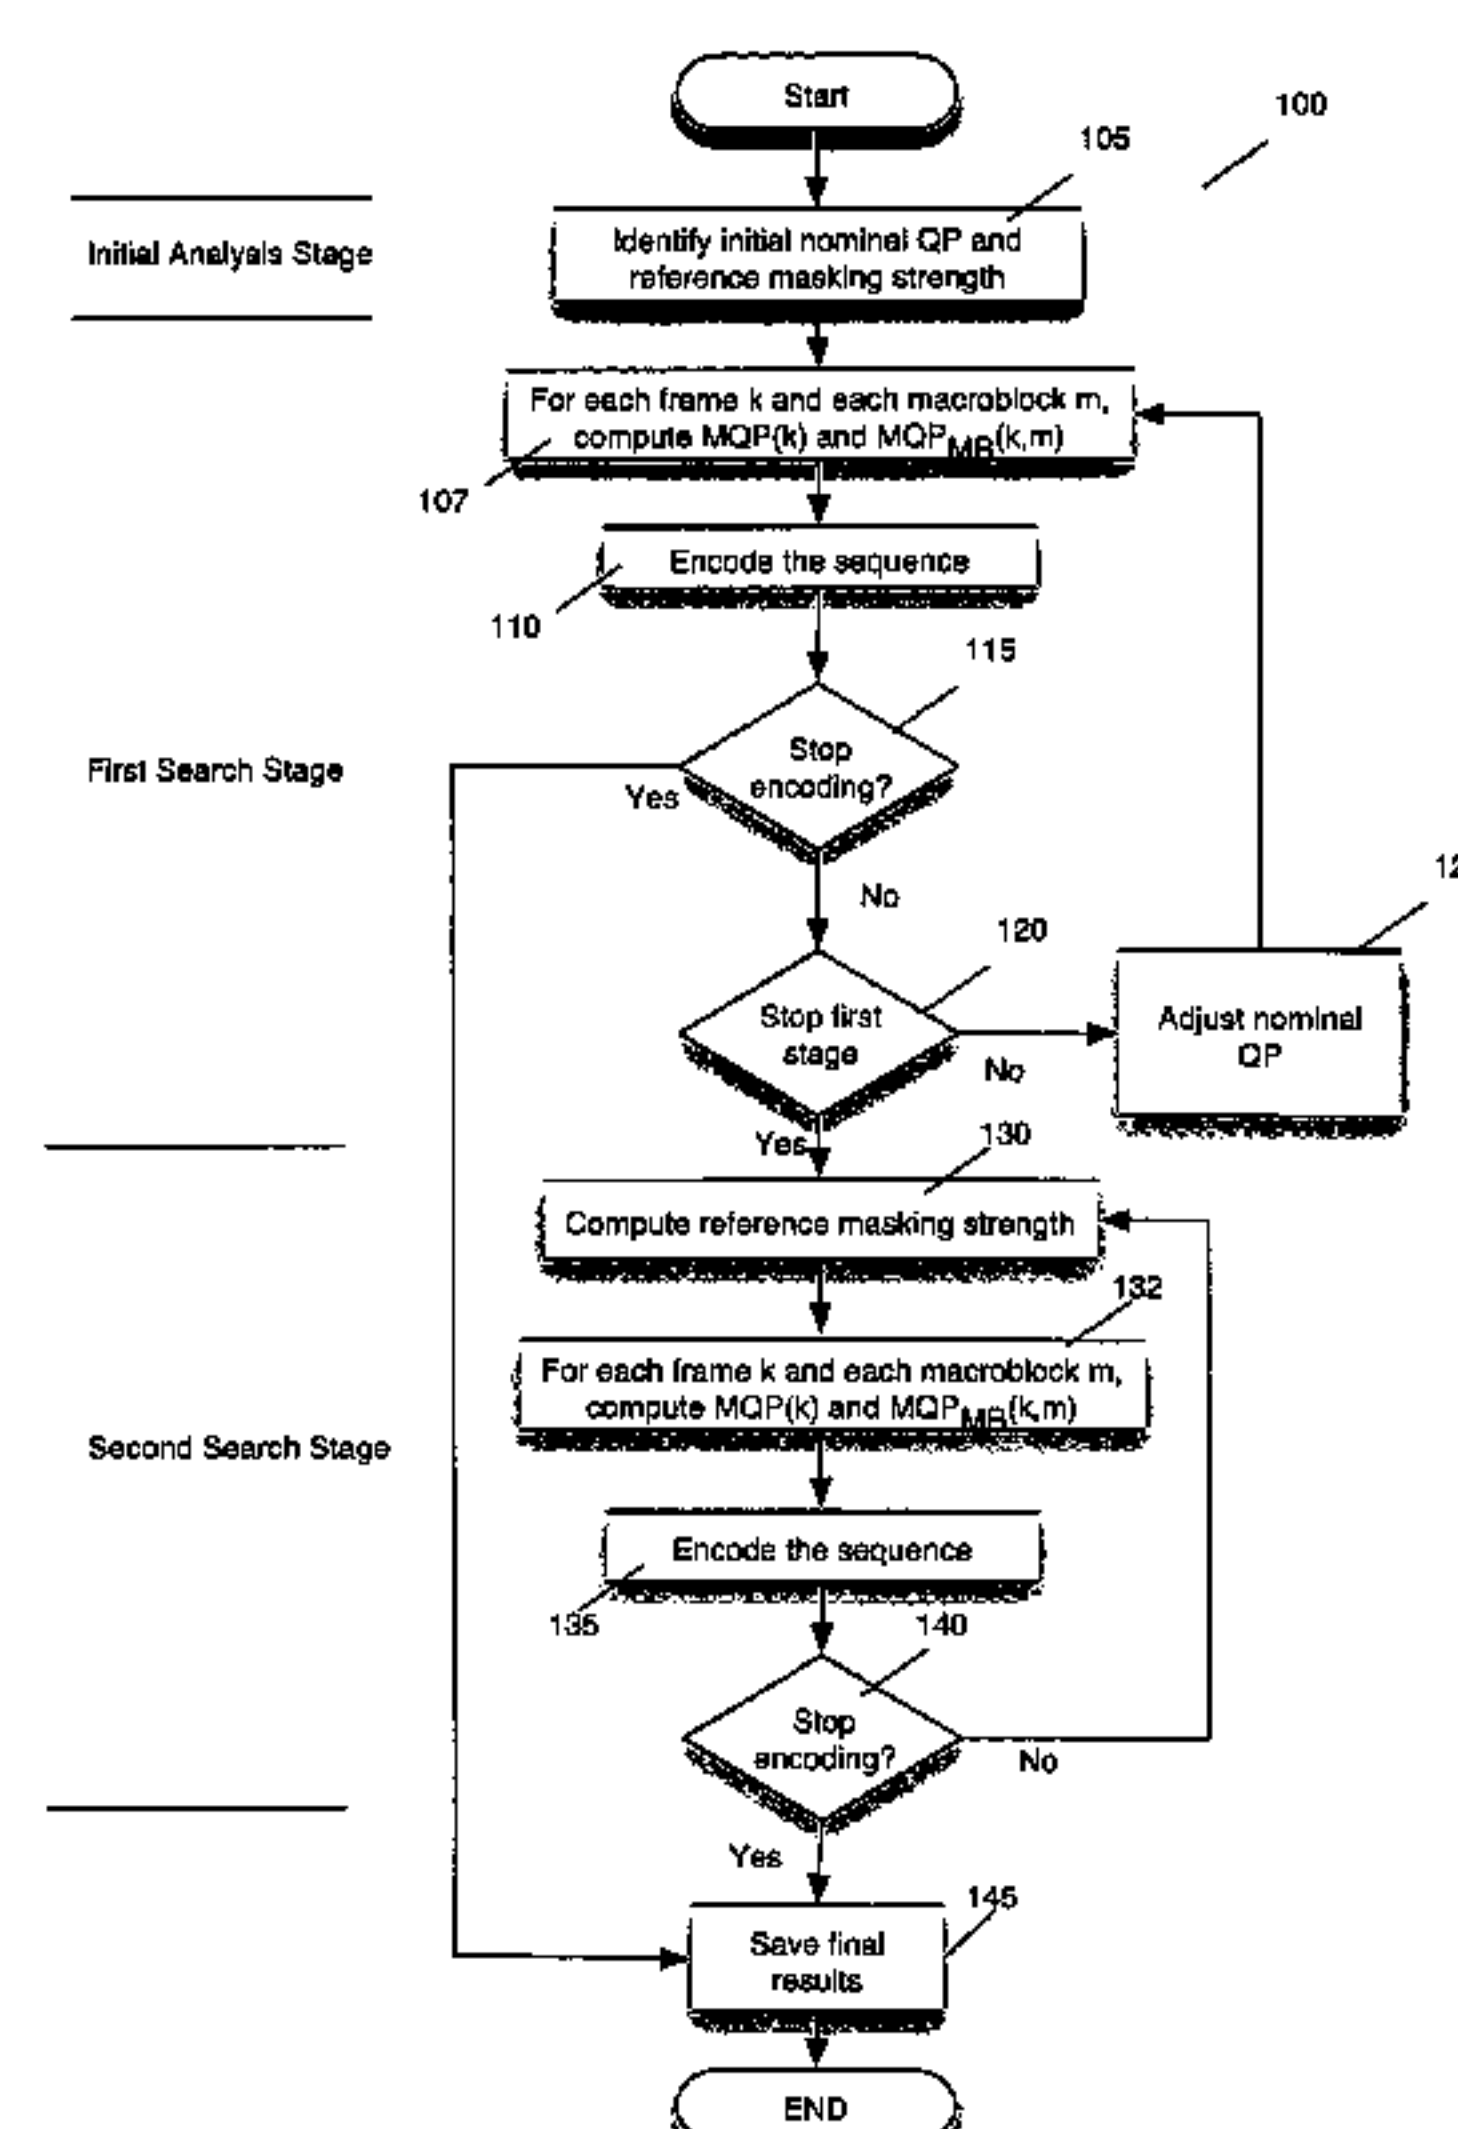 Start
100
105
Initial Analysis Stage
Identify initial nominal QP and
reference masking strength
For each frame k and each macroblock m,
compute MQP(k) and MQPMB(k,m)
107
Encode the sequence
110
115
First Search Stage
Stop
encoding?
Yes
No
120
12
Stop first
stage
No
Adjust nominal
QP
Yes
130
Compute reference masking strength
132
For each frame k and each macroblock m,
compute MQP(k) and MQPMB(k,m)
Second Search Stage
Encode the sequence
135
140
Stop
encoding?
No
Yes
145
Save final
results
END